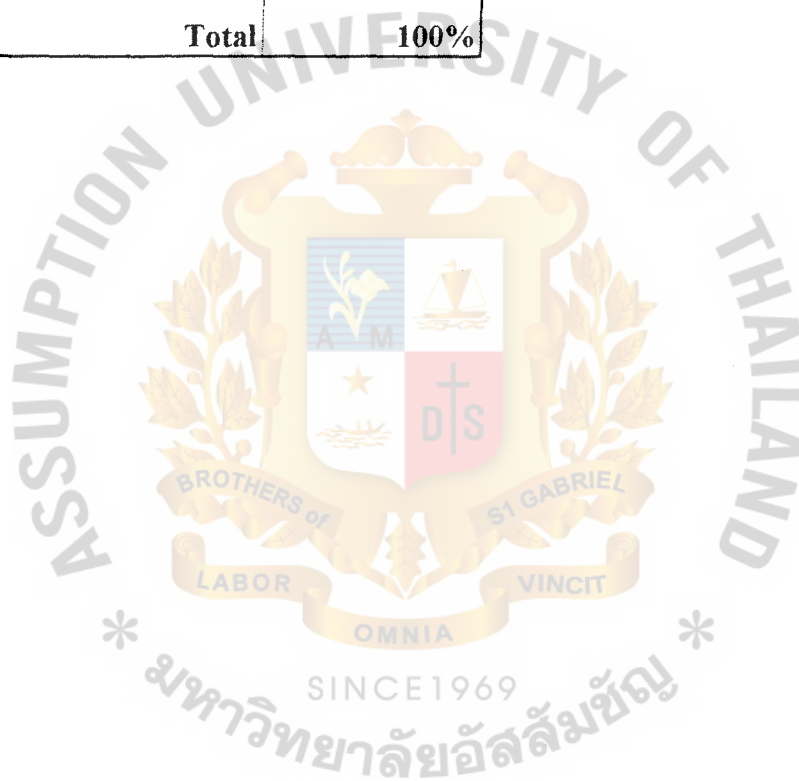 Total 100%
ASSUMPTION UNIVERSITY OF THAILAND
A M
D S
BROTHERS of S1 GABRIEL
LABOR OMNIA VINCIT
SINCE1969
* มหาวิทยาลัยอัสสัมชัญ *